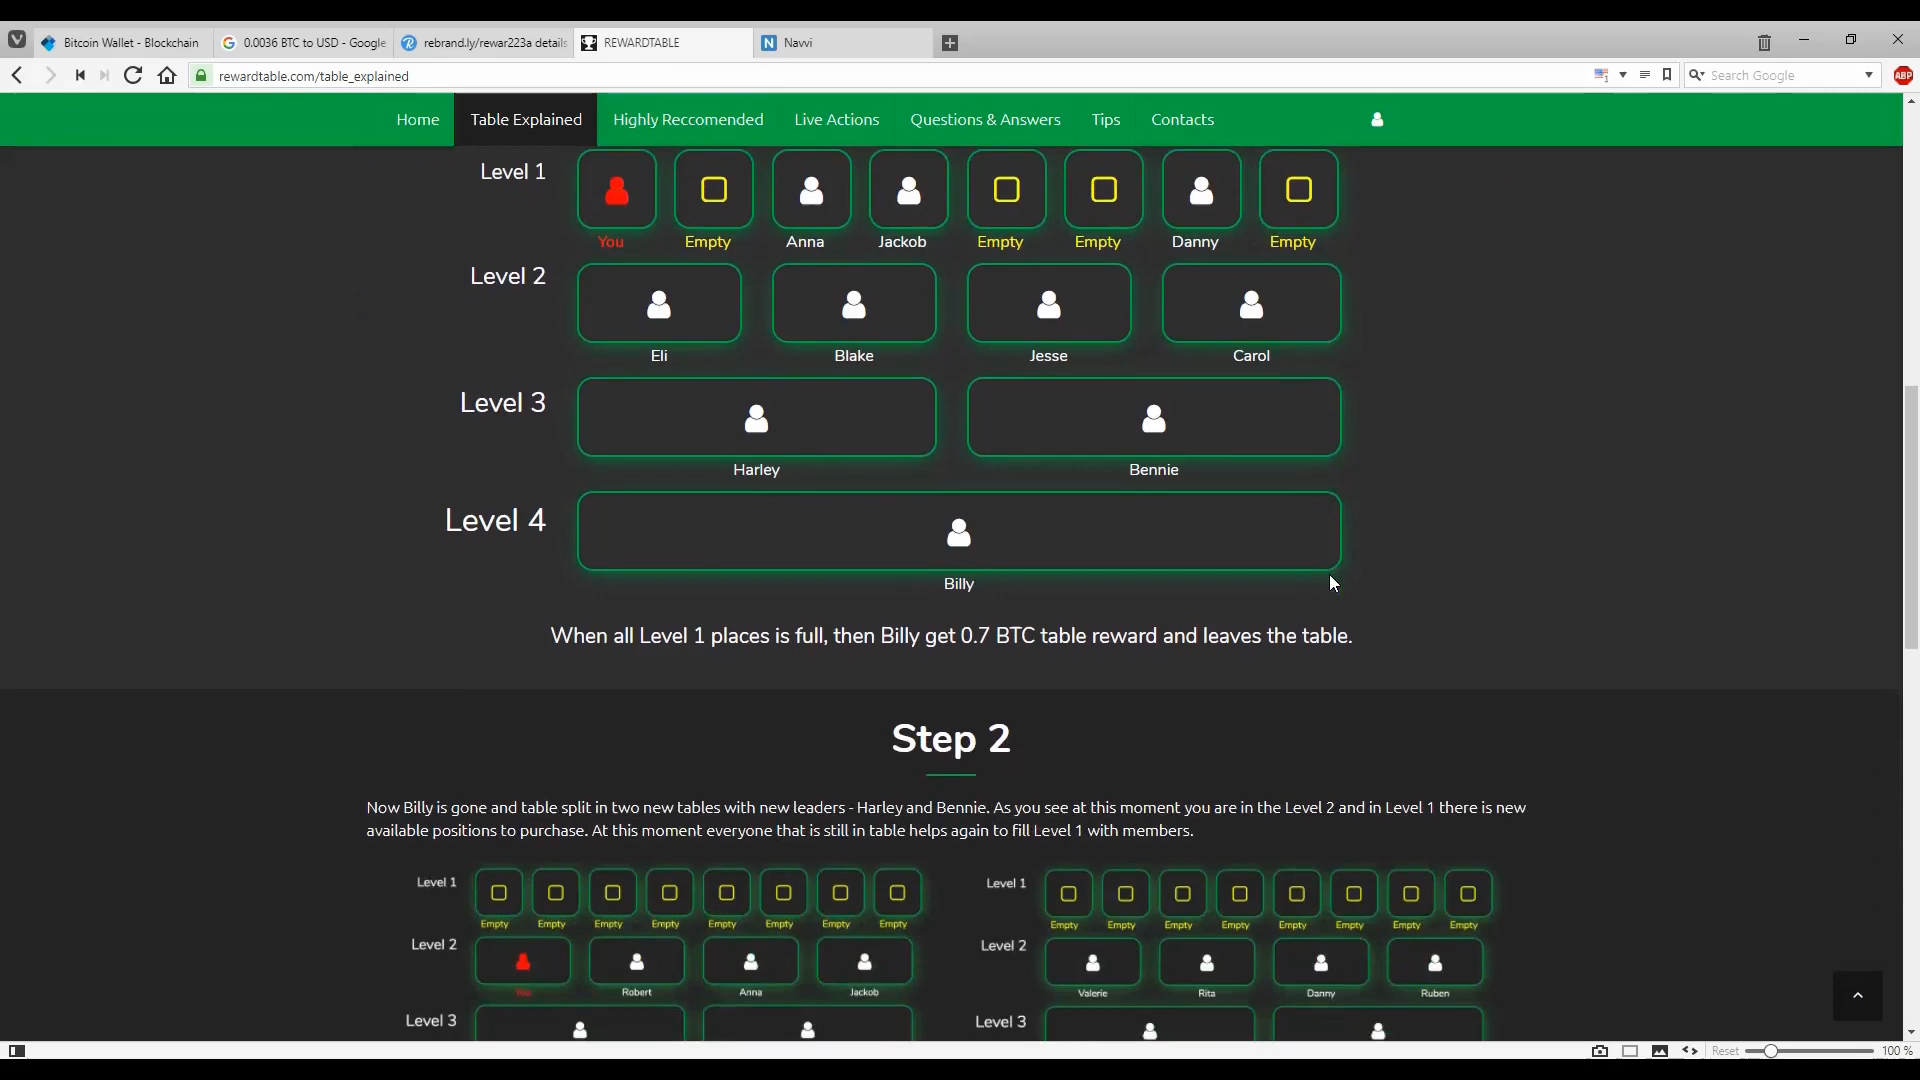 Bitcoin Wallet - Blockchain
0.0036 BTC to USD - Google
rebrand.ly/rewar223a details
REWARDTABLE
Navvi
rewardtable.com/table_explained
Search Google
ABP
Home
Table Explained
Highly Reccomended
Live Actions
Questions & Answers
Tips
Contacts
Level 1
You
Empty
Anna
Jackob
Empty
Empty
Danny
Empty
Level 2
Eli
Blake
Jesse
Carol
Level 3
Harley
Bennie
Level 4
Billy
When all Level 1 places is full, then Billy get 0.7 BTC table reward and leaves the table.
Step 2
Now Billy is gone and table split in two new tables with new leaders - Harley and Bennie. As you see at this moment you are in the Level 2 and in Level 1 there is new
available positions to purchase. At this moment everyone that is still in table helps again to fill Level 1 with members.
Level 1
Empty Empty Empty Empty Empty Empty Empty Empty
Level 2
You Robert Anna Jackob
Level 3
Level 1
Empty Empty Empty Empty Empty Empty Empty Empty
Level 2
Valerie Rita Danny Ruben
Level 3
Reset
100 %